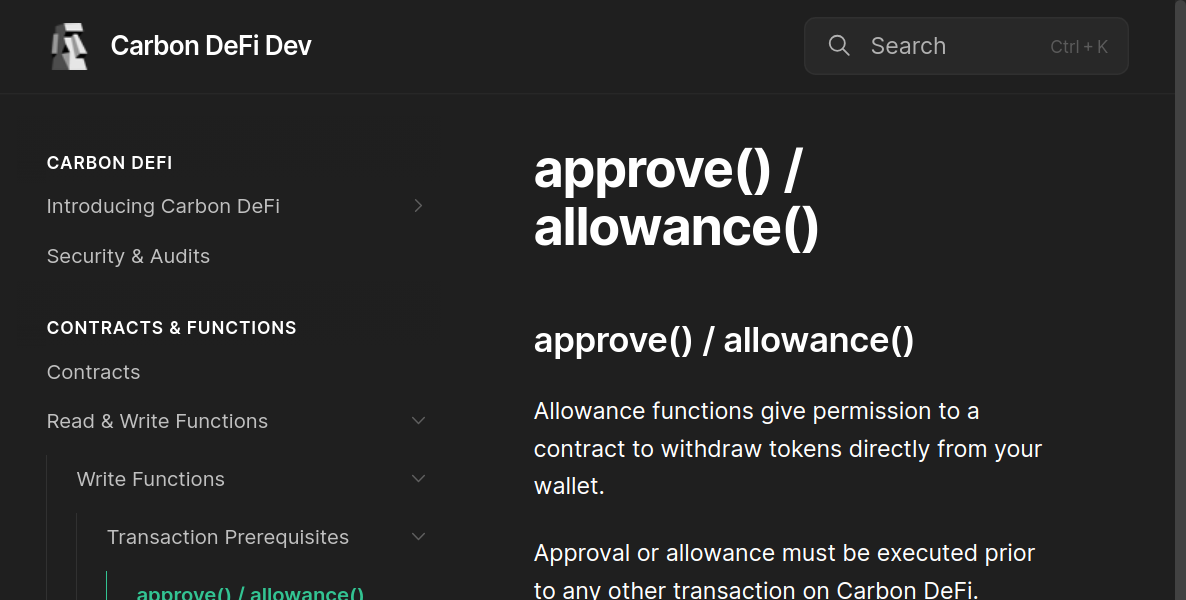 Carbon DeFi Dev
Search
Ctrl + K
CARBON DEFI
Introducing Carbon DeFi
Security & Audits
CONTRACTS & FUNCTIONS
Contracts
Read & Write Functions
Write Functions
Transaction Prerequisites
approve() / allowance()
approve() /
allowance()
approve() / allowance()
Allowance functions give permission to a
contract to withdraw tokens directly from your
wallet.
Approval or allowance must be executed prior
to any other transaction on Carbon DeFi.